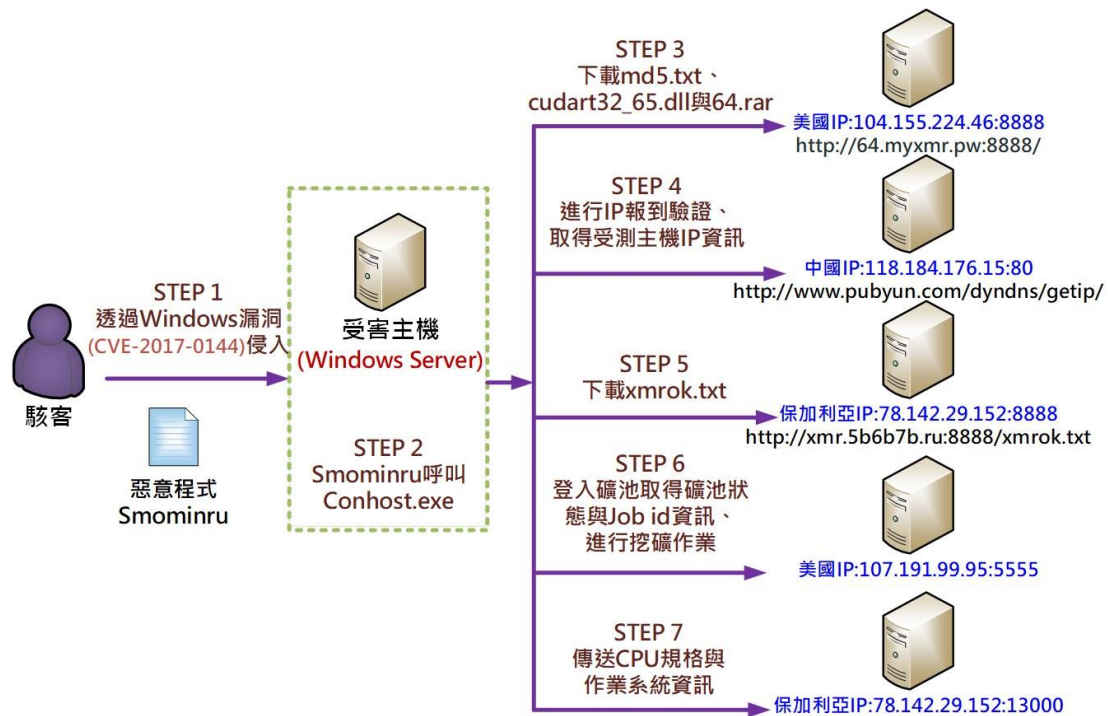 駭客
STEP 1
透過Windows漏洞
(CVE-2017-0144)侵入
惡意程式
Smominru
受害主機
(Windows Server)
STEP 2
Smominru呼叫
Conhost.exe
STEP 3
下載md5.txt、
cudart32_65.dll與64.rar
美國IP:104.155.224.46:8888
http://64.myxmr.pw:8888/
STEP 4
進行IP報到驗證、
取得受測主機IP資訊
中國IP:118.184.176.15:80
http://www.pubyun.com/dyndns/getip/
STEP 5
下載xmrok.txt
保加利亞IP:78.142.29.152:8888
http://xmr.5b6b7b.ru:8888/xmrok.txt
STEP 6
登入礦池取得礦池狀
態與Job id資訊、
進行挖礦作業
美國IP:107.191.99.95:5555
STEP 7
傳送CPU規格與
作業系統資訊
保加利亞IP:78.142.29.152:13000